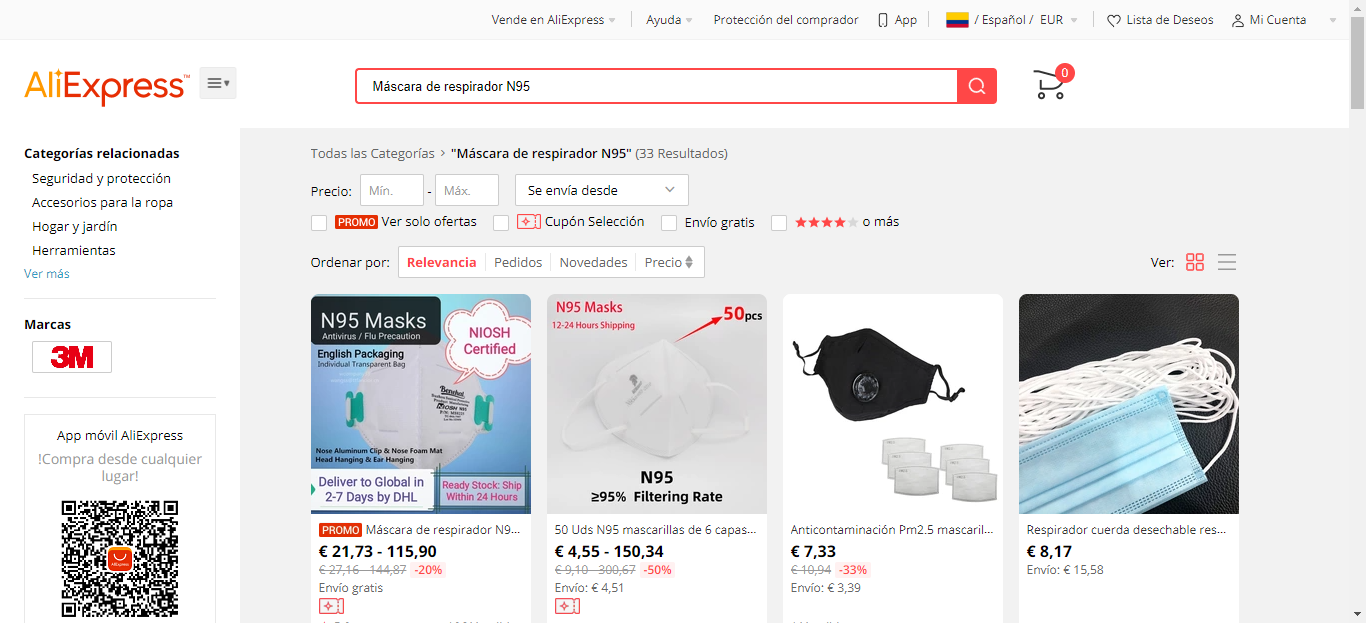 Vende en AliExpress
Ayuda
Protección del comprador
App
/ Español / EUR
Lista de Deseos
Mi Cuenta
AliExpress™
Máscara de respirador N95
0
Categorías relacionadas
Seguridad y protección
Accesorios para la ropa
Hogar y jardín
Herramientas
Ver más
Marcas
3M
App móvil AliExpress
!Compra desde cualquier
lugar!
Todas las Categorías > "Máscara de respirador N95" (33 Resultados)
Precio: Mín. - Máx. Se envía desde
PROMO Ver solo ofertas Cupón Selección Envío gratis o más
Ordenar por: Relevancia Pedidos Novedades Precio
Ver:
N95 Masks
Antivirus / Flu Precaution
NIOSH
Certified
English Packaging
Individual Transparent Bag
Benehal
NIOSH N95
Nose Aluminum Clip & Nose Foam Mat
Head Hanging & Ear Hanging
Deliver to Global in
2-7 Days by DHL
Ready Stock: Ship
Within 24 Hours
PROMO Máscara de respirador N9...
€ 21,73 - 115,90
€ 27,16 - 144,87 -20%
Envío gratis
N95 Masks
12-24 Hours Shipping
50pcs
N95
≥95% Filtering Rate
50 Uds N95 mascarillas de 6 capas...
€ 4,55 - 150,34
€ 9,10 - 300,67 -50%
Envío: € 4,51
Anticontaminación Pm2.5 mascaril...
€ 7,33
€ 10,94 -33%
Envío: € 3,39
Respirador cuerda desechable res...
€ 8,17
Envío: € 15,58